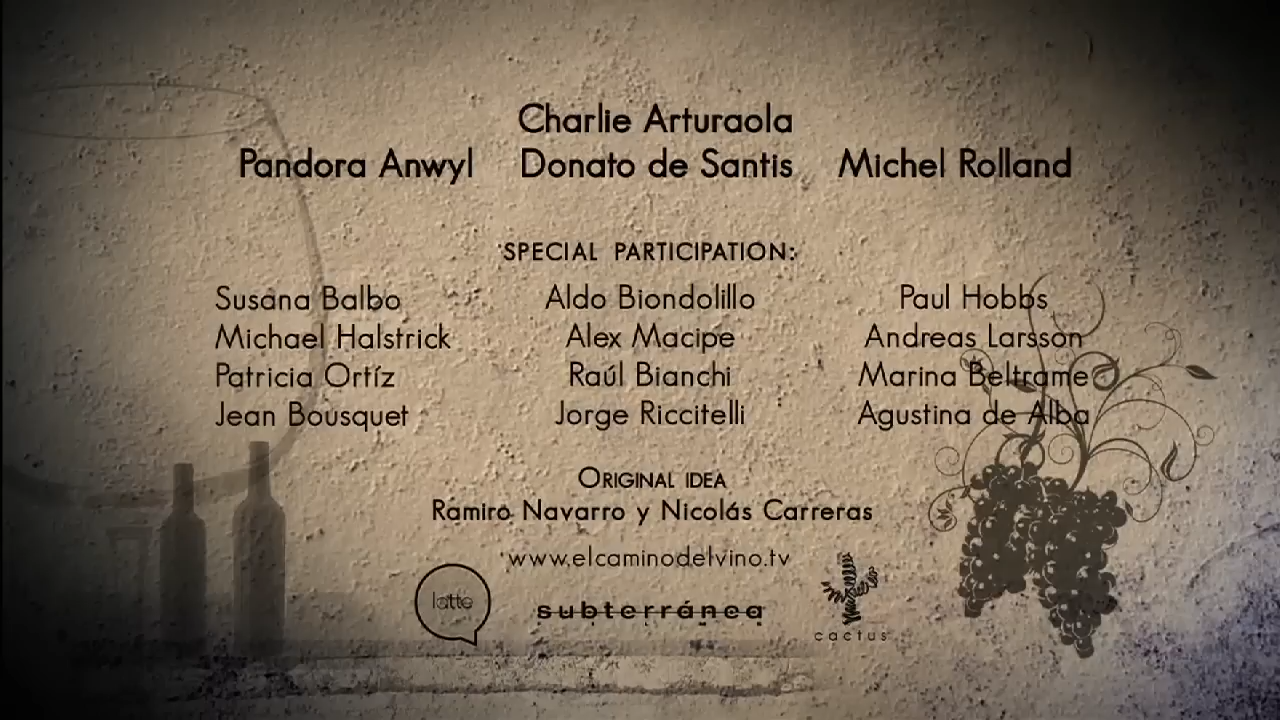 Charlie Arturaola
Pandora Anwyl Donato de Santis Michel Rolland
SPECIAL PARTICIPATION:
Susana Balbo Aldo Biondolillo Paul Hobbs
Michael Halstrick Alex Macipe Andreas Larsson
Patricia Ortíz Raúl Bianchi Marina Beltrame
Jean Bousquet Jorge Riccitelli Agustina de Alba
ORIGINAL IDEA
Ramiro Navarro y Nicolás Carreras
www.elcaminodelvino.tv
latte subterránea cactus